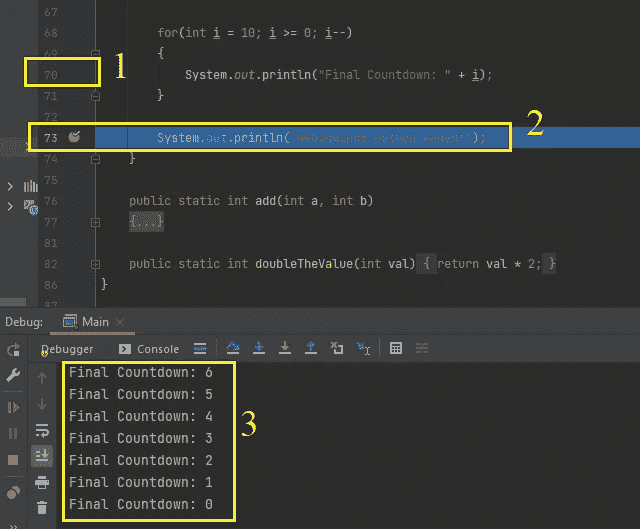 67
68 for(int i = 10; i >= 0; i--)
69 {
70 System.out.println("Final Countdown: " + i);
71 }
72
73 System.out.println( );
74 }
75
76 public static int add(int a, int b)
77 {...}
81
82 public static int doubleTheValue(int val) { return val * 2; }
86 }
87
1
2
Debug: Main
Debugger Console
Final Countdown: 6
Final Countdown: 5
Final Countdown: 4
Final Countdown: 3
Final Countdown: 2
Final Countdown: 1
Final Countdown: 0
3